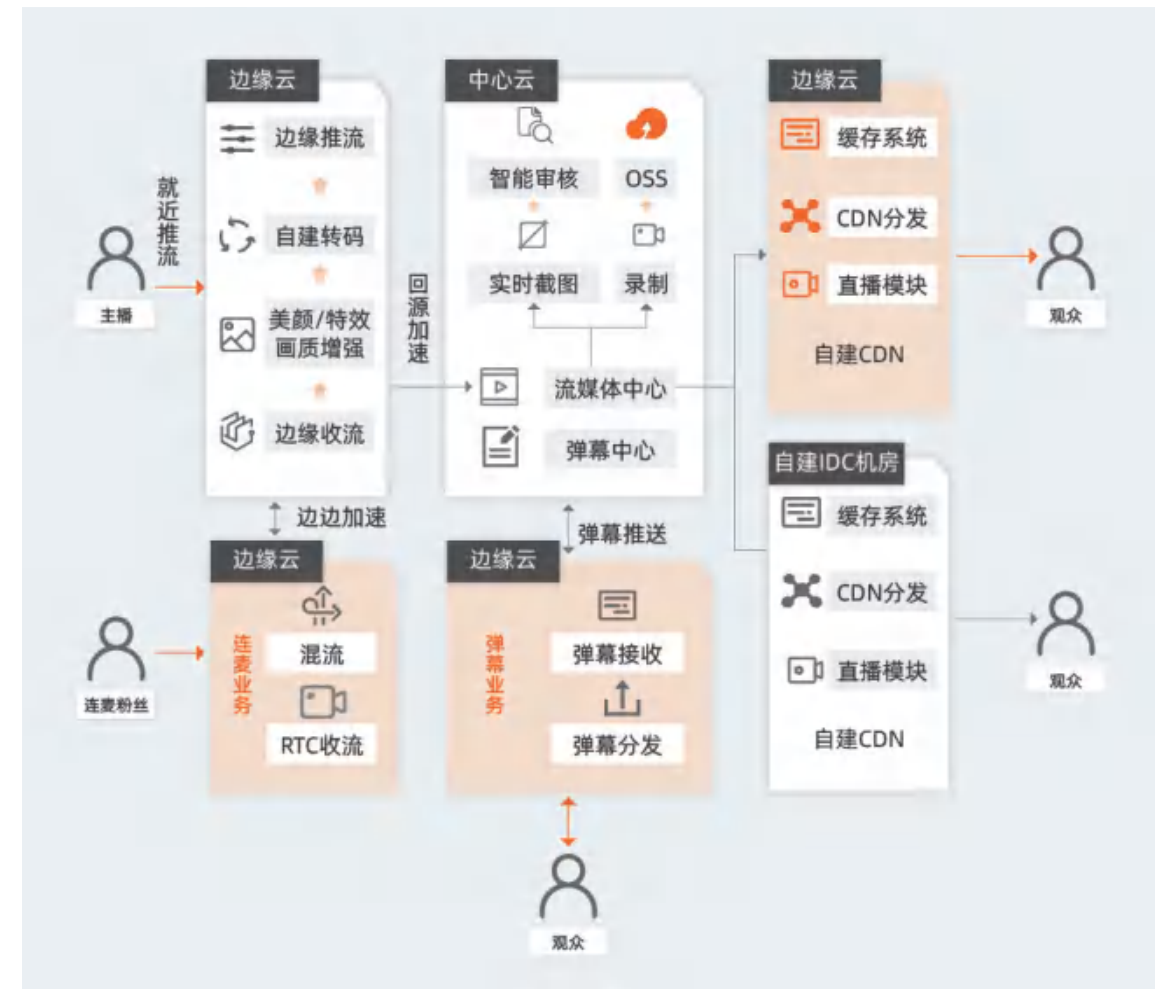 边缘云
边缘推流
自建转码
美颜/特效
画质增强
边缘收流
就近推流
主播
回源加速
中心云
智能审核
OSS
实时截图
录制
流媒体中心
弹幕中心
边缘云
缓存系统
CDN分发
直播模块
自建CDN
观众
自建IDC机房
缓存系统
CDN分发
直播模块
自建CDN
观众
边边加速
边缘云
连麦业务
混流
RTC收流
连麦粉丝
弹幕推送
边缘云
弹幕业务
弹幕接收
弹幕分发
观众